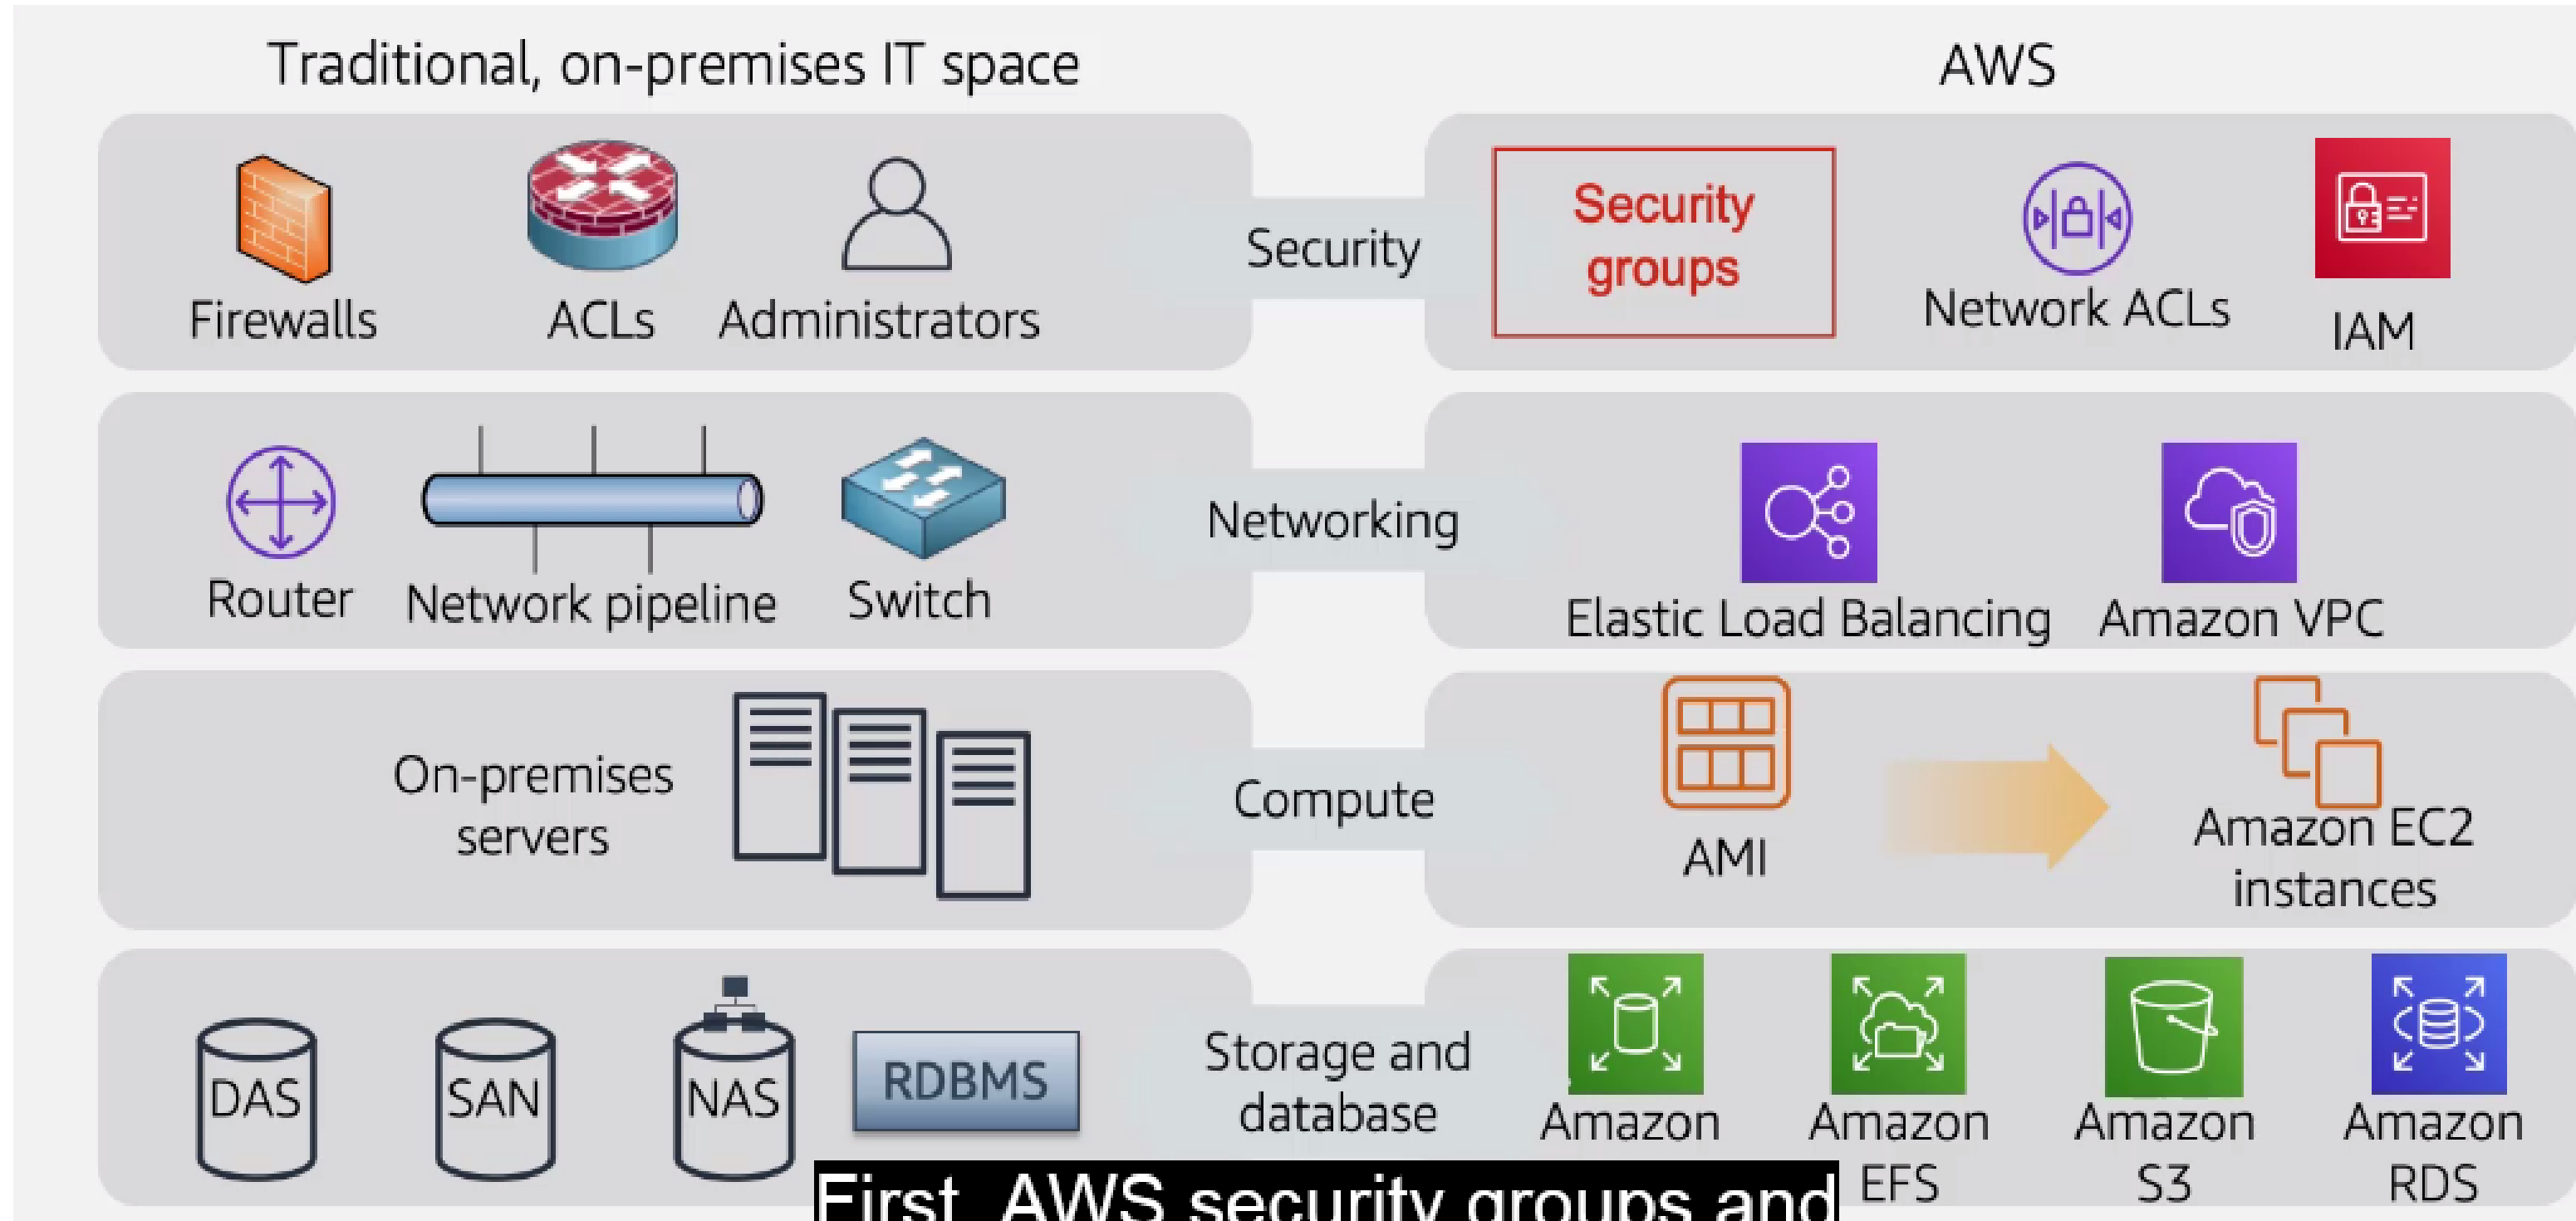 Traditional, on-premises IT space
AWS
Firewalls
ACLs
Administrators
Security
Security
groups
Network ACLs
IAM
Router
Network pipeline
Switch
Networking
Elastic Load Balancing
Amazon VPC
On-premises
servers
Compute
AMI
Amazon EC2
instances
DAS
SAN
NAS
RDBMS
Storage and
database
Amazon
Amazon
EFS
Amazon
S3
Amazon
RDS
First, AWS security groups and